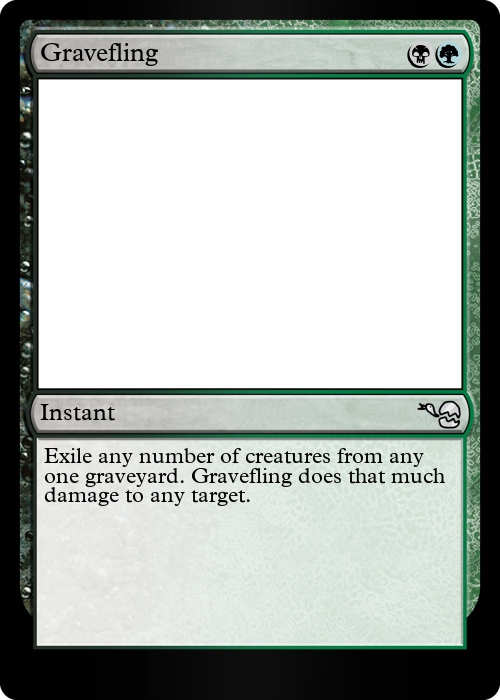 Gravefling
Instant
Exile any number of creatures from any
one graveyard. Gravefling does that much
damage to any target.